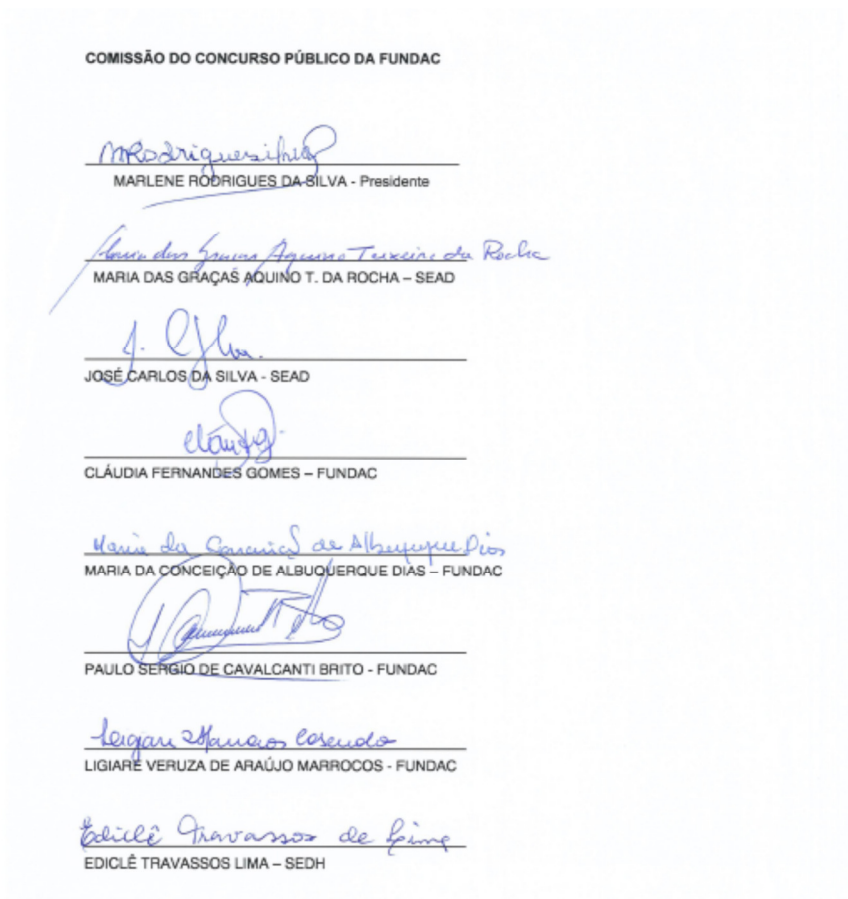 COMISSÃO DO CONCURSO PÚBLICO DA FUNDAC
MRodriguesilva
MARLENE RODRIGUES DA SILVA - Presidente
Maria das Graças Aquino Teixeira da Rocha
MARIA DAS GRAÇAS AQUINO T. DA ROCHA – SEAD
J.
JOSÉ CARLOS DA SILVA - SEAD
CLÁUDIA FERNANDES GOMES – FUNDAC
Maria da Conceição de Albuquerque Dias
MARIA DA CONCEIÇÃO DE ALBUQUERQUE DIAS – FUNDAC
PAULO SERGIO DE CAVALCANTI BRITO - FUNDAC
LIGIARE VERUZA DE ARAÚJO MARROCOS - FUNDAC
Ediclê Travassos de Lima
EDICLÊ TRAVASSOS LIMA – SEDH